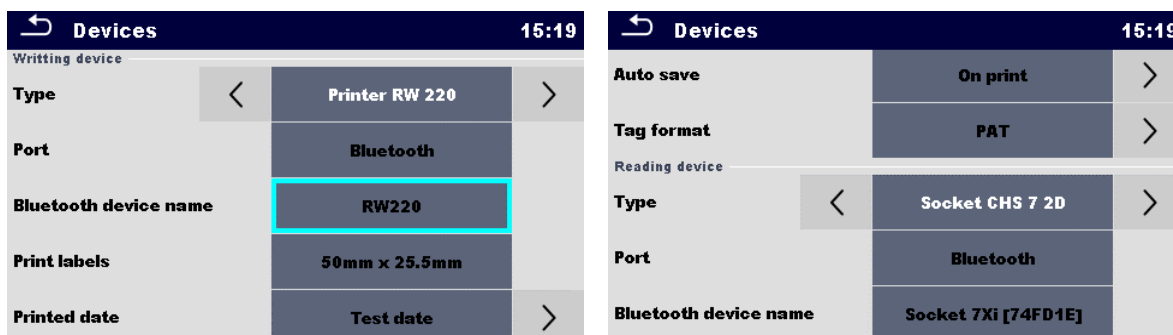 Devices 15:19
Writting device
Type Printer RW 220
Port Bluetooth
Bluetooth device name RW220
Print labels 50mm x 25.5mm
Printed date Test date
Devices 15:19
Auto save On print
Tag format PAT
Reading device
Type Socket CHS 7 2D
Port Bluetooth
Bluetooth device name Socket 7Xi [74FD1E]